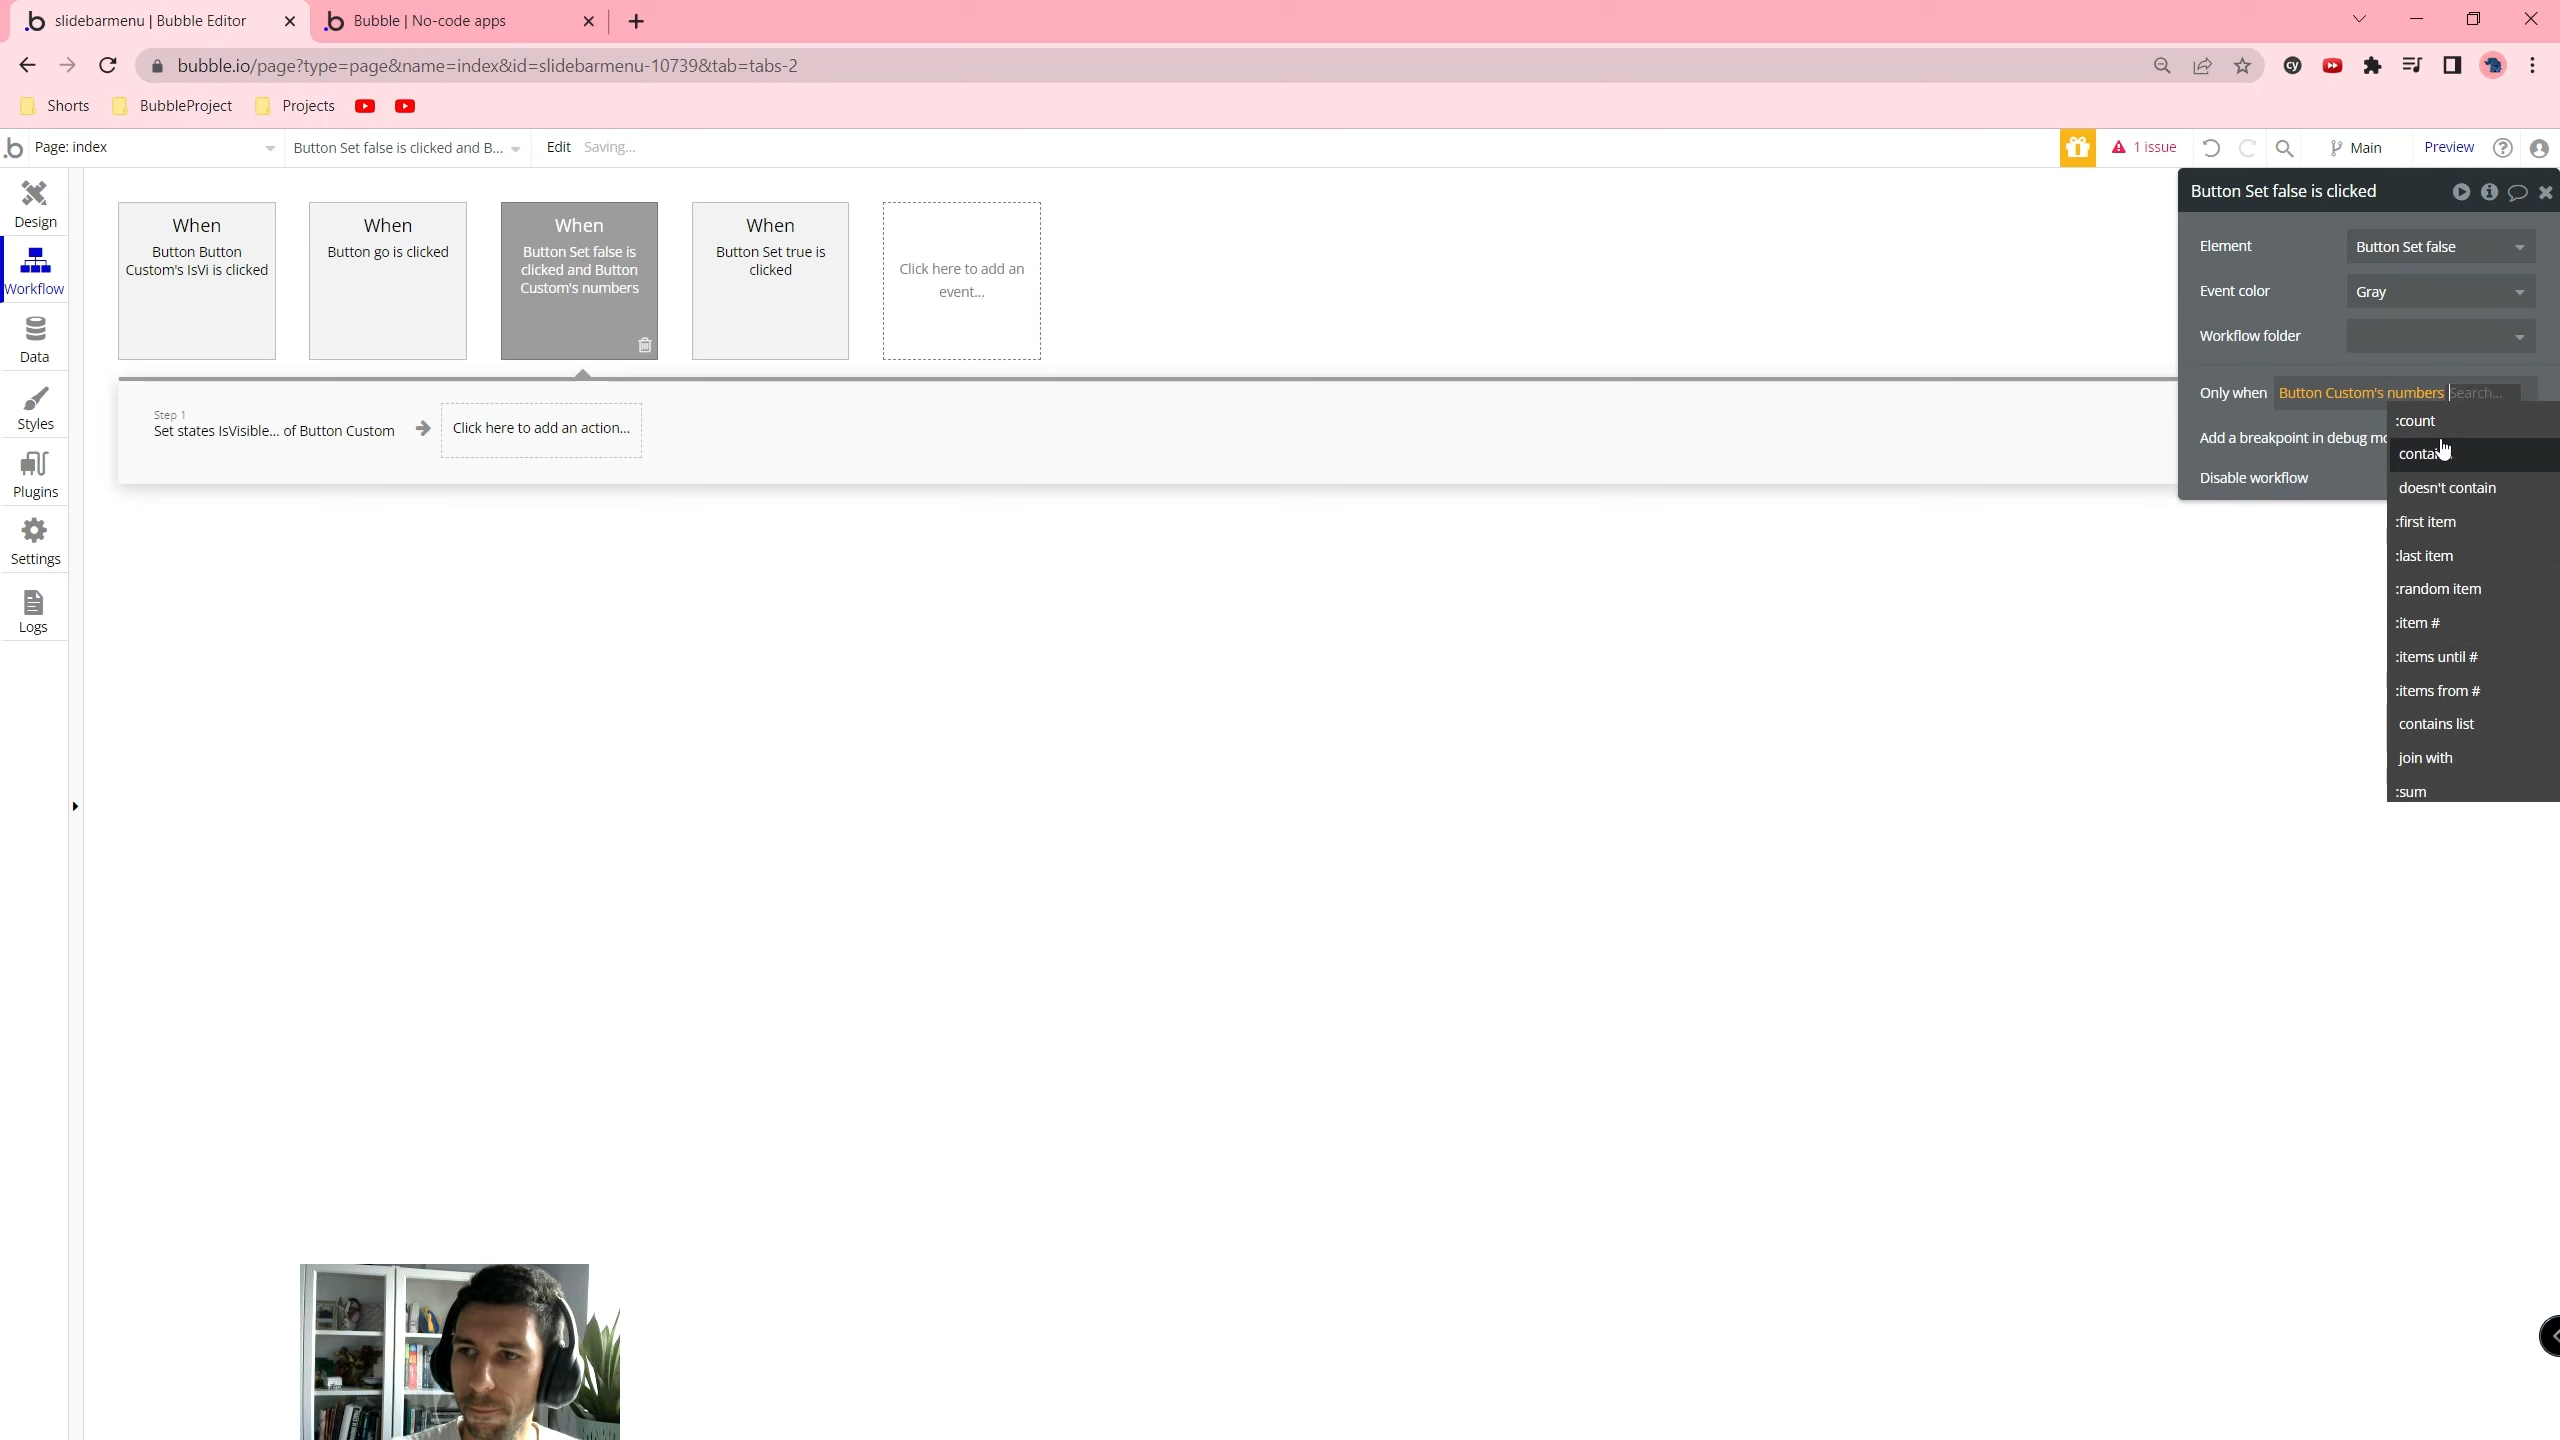 slidebarmenu | Bubble Editor
Bubble | No-code apps
bubble.io/page?type=page&name=index&id=slidebarmenu-10739&tab=tabs-2
Shorts
BubbleProject
Projects
Page: index
Button Set false is clicked and B...
Edit
Saving...
1 issue
Main
Preview
Design
Workflow
Data
Styles
Plugins
Settings
Logs
When
Button Button
Custom's IsVi is clicked
When
Button go is clicked
When
Button Set false is
clicked and Button
Custom's numbers
When
Button Set true is
clicked
Click here to add an
event...
Step 1
Set states IsVisible... of Button Custom
Click here to add an action...
Button Set false is clicked
Element
Button Set false
Event color
Gray
Workflow folder
Only when
Button Custom's numbers
Search...
Add a breakpoint in debug mo
Disable workflow
:count
doesn't contain
:first item
:last item
:random item
:item #
:items until #
:items from #
contains list
join with
:sum